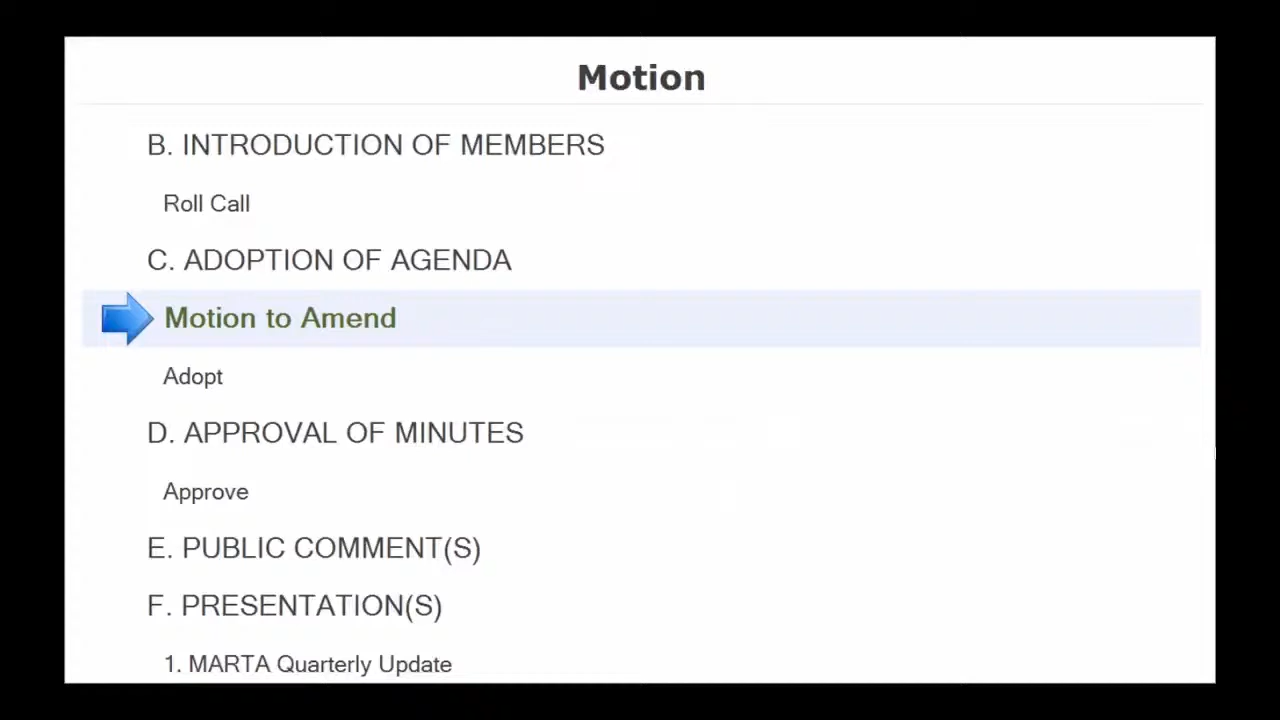 Motion
B. INTRODUCTION OF MEMBERS
Roll Call
C. ADOPTION OF AGENDA
Motion to Amend
Adopt
D. APPROVAL OF MINUTES
Approve
E. PUBLIC COMMENT(S)
F. PRESENTATION(S)
1. MARTA Quarterly Update